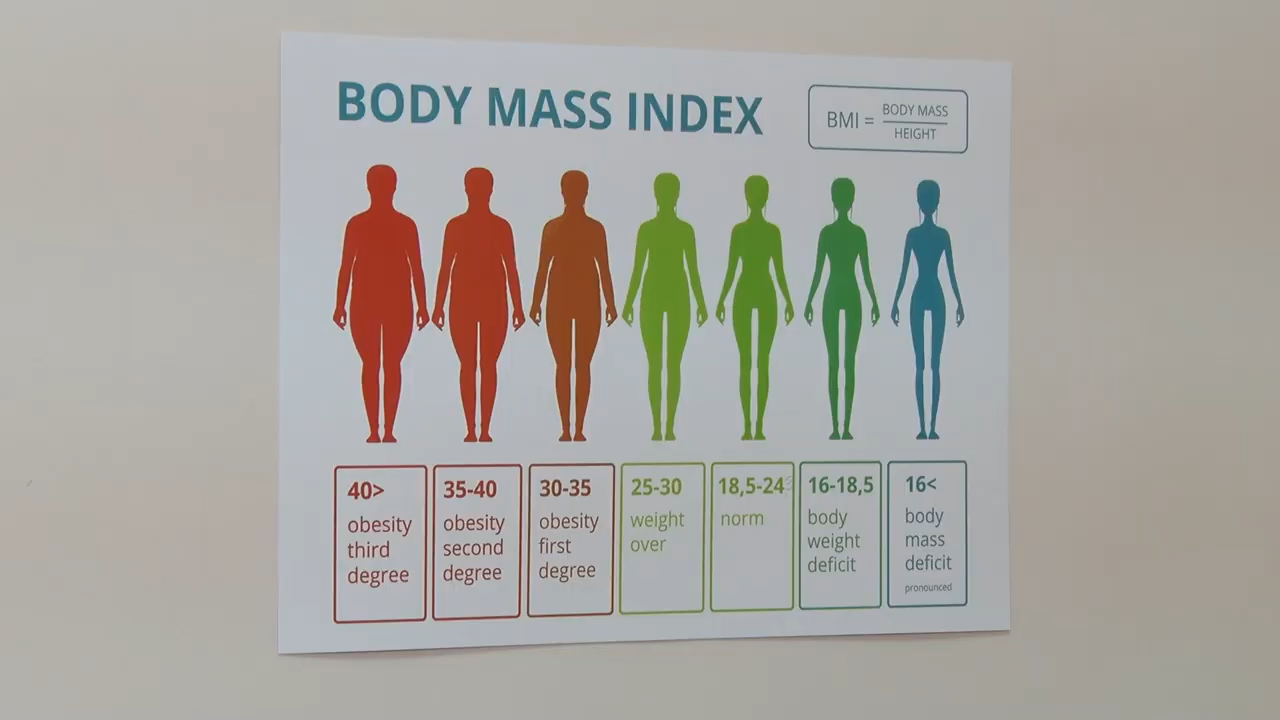 BODY MASS INDEX
BMI = BODY MASS
HEIGHT
40>
obesity
third
degree
35-40
obesity
second
degree
30-35
obesity
first
degree
25-30
weight
over
18,5-24
norm
16-18,5
body
weight
deficit
16<
body
mass
deficit
pronounced